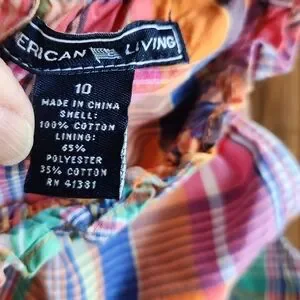 ERICAN LIVING
10
MADE IN CHINA
SHELL:
100% COTTON
LINING:
65%
POLYESTER
35% COTTON
RN 41381